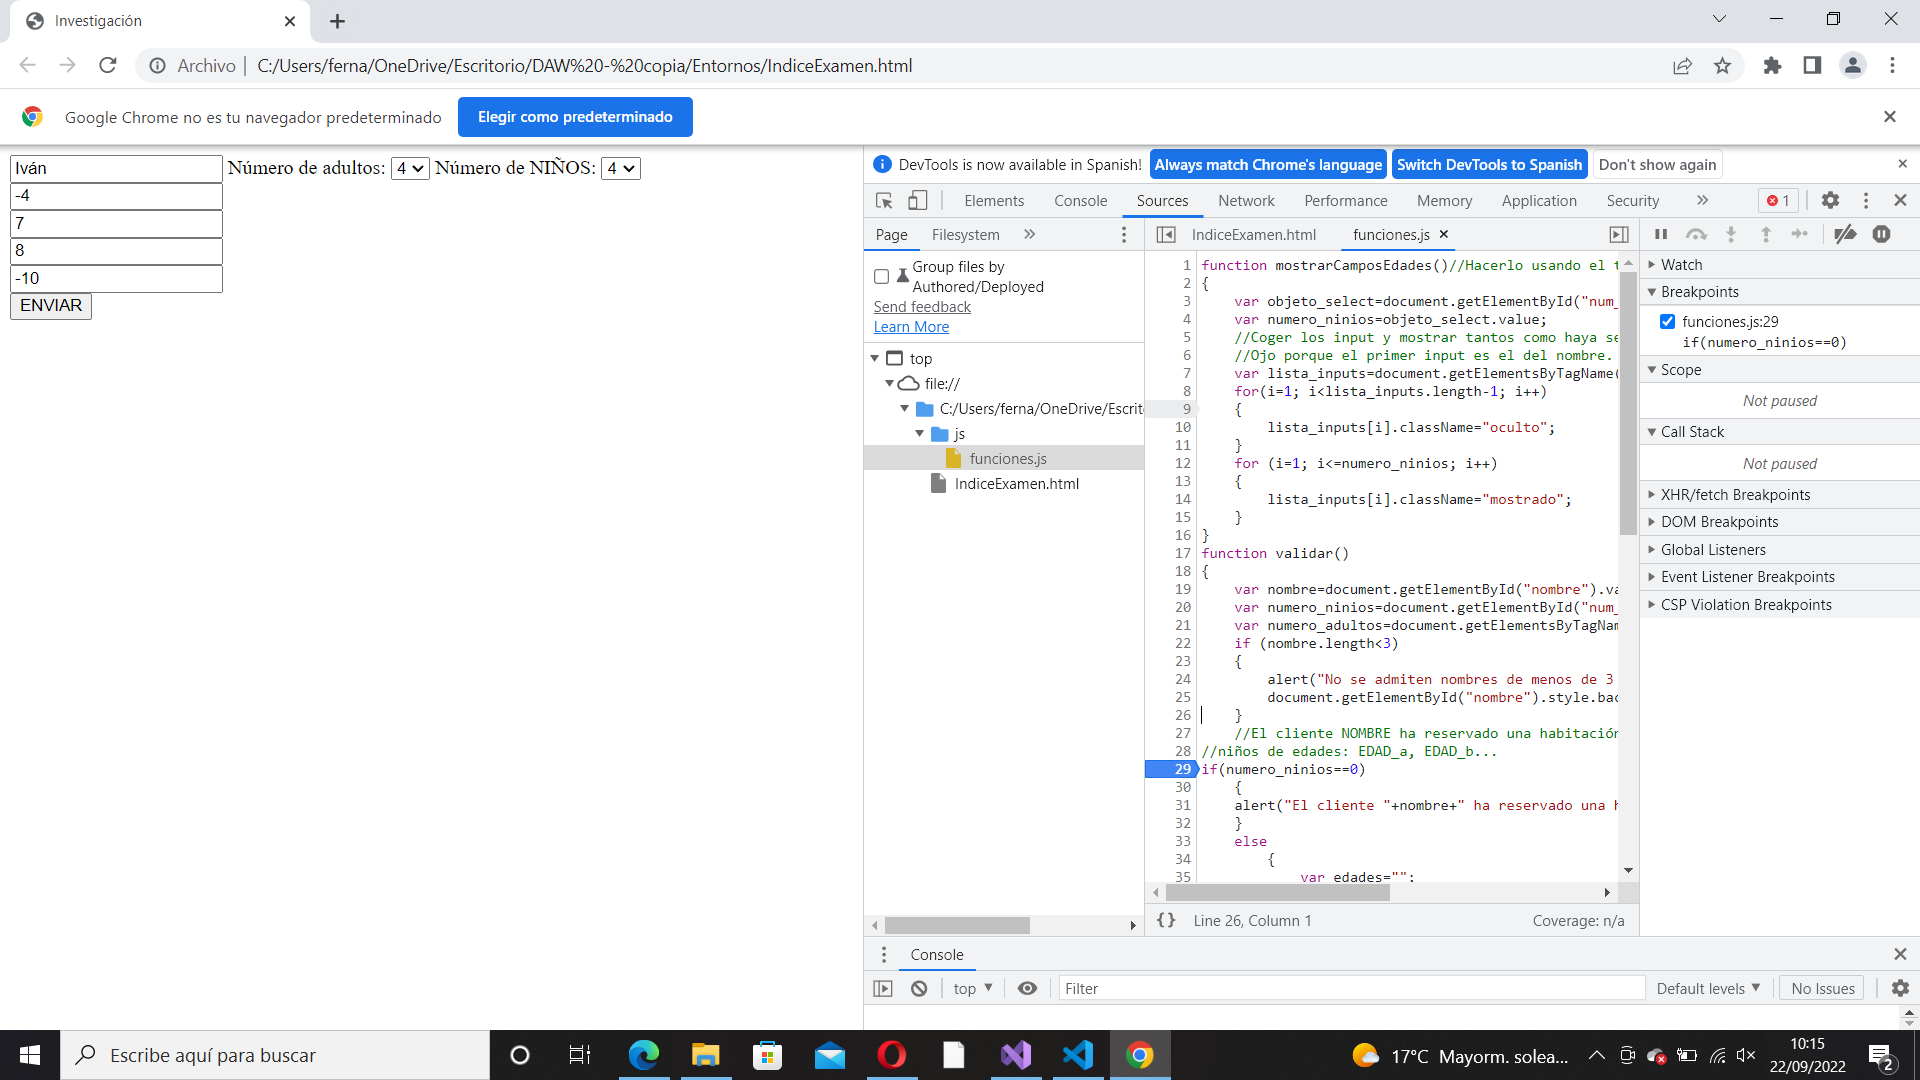 Investigación
Archivo | C:/Users/ferna/OneDrive/Escritorio/DAW%20-%20copia/Entornos/IndiceExamen.html
Google Chrome no es tu navegador predeterminado
Elegir como predeterminado
Iván Número de adultos: 4 Número de NIÑOS: 4
-4
7
8
-10
ENVIAR
DevTools is now available in Spanish! Always match Chrome's language Switch DevTools to Spanish Don't show again
Elements Console Sources Network Performance Memory Application Security 1
Page Filesystem
Group files by
Authored/Deployed
Send feedback
Learn More
top
file://
C:/Users/ferna/OneDrive/Escrit
js
funciones.js
IndiceExamen.html
IndiceExamen.html funciones.js
1 function mostrarCamposEdades()//Hacerlo usando el t
2 {
3 var objeto_select=document.getElementById("num_
4 var numero_ninios=objeto_select.value;
5 //Coger los input y mostrar tantos como haya se
6 //Ojo porque el primer input es el del nombre.
7 var lista_inputs=document.getElementsByTagName(
8 for(i=1; i<lista_inputs.length-1; i++)
9 {
10 lista_inputs[i].className="oculto";
11 }
12 for (i=1; i<=numero_ninios; i++)
13 {
14 lista_inputs[i].className="mostrado";
15 }
16 }
17 function validar()
18 {
19 var nombre=document.getElementById("nombre").va
20 var numero_ninios=document.getElementById("num_
21 var numero_adultos=document.getElementsByTagNam
22 if (nombre.length<3)
23 {
24 alert("No se admiten nombres de menos de 3
25 document.getElementById("nombre").style.bac
26 }
27 //El cliente NOMBRE ha reservado una habitación
28 //niños de edades: EDAD_a, EDAD_b...
29 if(numero_ninios==0)
30 {
31 alert("El cliente "+nombre+" ha reservado una h
32 }
33 else
34 {
35 var edades="";
{} Line 26, Column 1 Coverage: n/a
Watch
Breakpoints
funciones.js:29
if(numero_ninios==0)
Scope
Not paused
Call Stack
Not paused
XHR/fetch Breakpoints
DOM Breakpoints
Global Listeners
Event Listener Breakpoints
CSP Violation Breakpoints
Console
top Filter Default levels No Issues
Escribe aquí para buscar
17°C Mayorm. solea...
10:15
22/09/2022
2